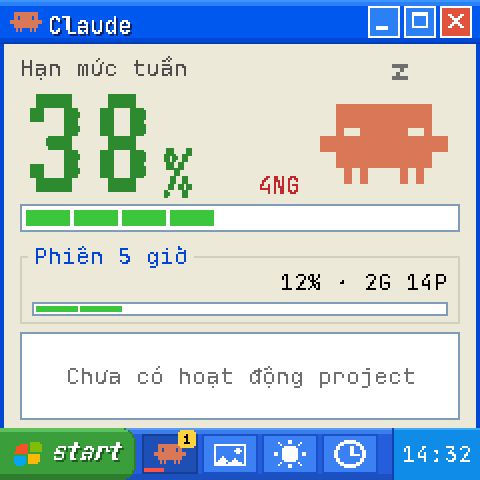 Claude
Hạn mức tuần
z
38%
4NG
Phiên 5 giờ
12% · 2G 14P
Chưa có hoạt động project
start
1
14:32